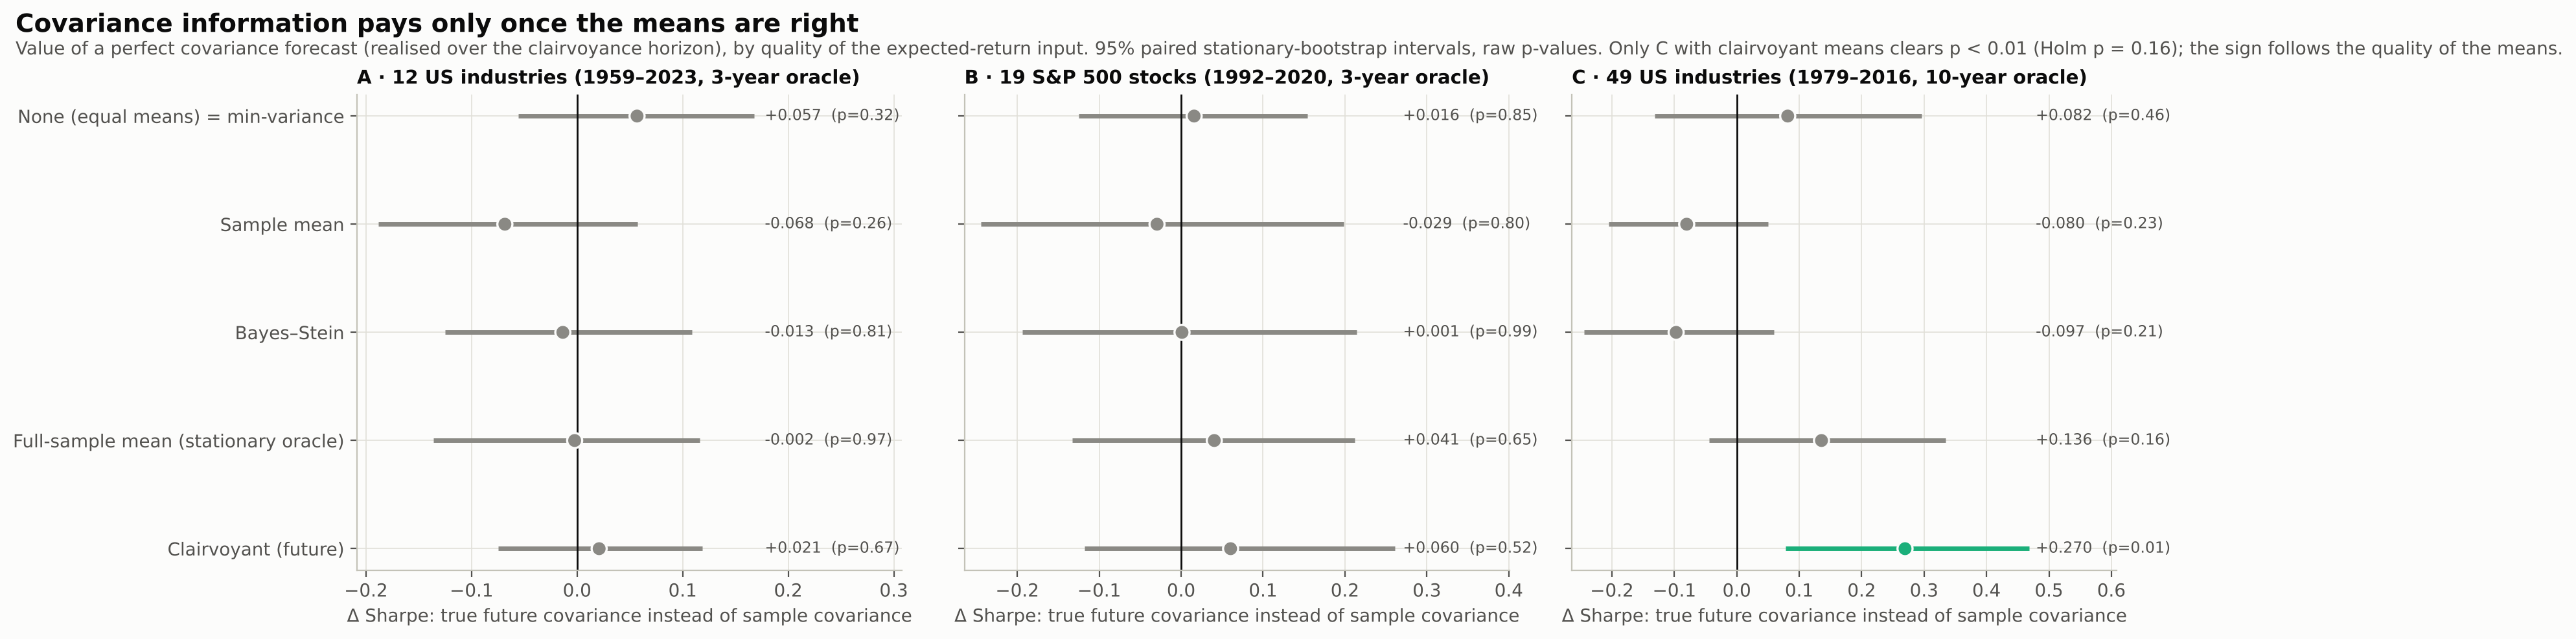 Covariance information pays only once the means are right
Value of a perfect covariance forecast (realised over the clairvoyance horizon), by quality of the expected-return input. 95% paired stationary-bootstrap intervals, raw p-values. Only C with clairvoyant means clears p < 0.01 (Holm p = 0.16); the sign follows the quality of the means.
A · 12 US industries (1959–2023, 3-year oracle)
None (equal means) = min-variance
+0.057 (p=0.32)
Sample mean
-0.068 (p=0.26)
Bayes–Stein
-0.013 (p=0.81)
Full-sample mean (stationary oracle)
-0.002 (p=0.97)
Clairvoyant (future)
+0.021 (p=0.67)
−0.2 −0.1 0.0 0.1 0.2 0.3
Δ Sharpe: true future covariance instead of sample covariance
B · 19 S&P 500 stocks (1992–2020, 3-year oracle)
+0.016 (p=0.85)
-0.029 (p=0.80)
+0.001 (p=0.99)
+0.041 (p=0.65)
+0.060 (p=0.52)
−0.2 −0.1 0.0 0.1 0.2 0.3 0.4
Δ Sharpe: true future covariance instead of sample covariance
C · 49 US industries (1979–2016, 10-year oracle)
+0.082 (p=0.46)
-0.080 (p=0.23)
-0.097 (p=0.21)
+0.136 (p=0.16)
+0.270 (p=0.01)
−0.2 −0.1 0.0 0.1 0.2 0.3 0.4 0.5 0.6
Δ Sharpe: true future covariance instead of sample covariance